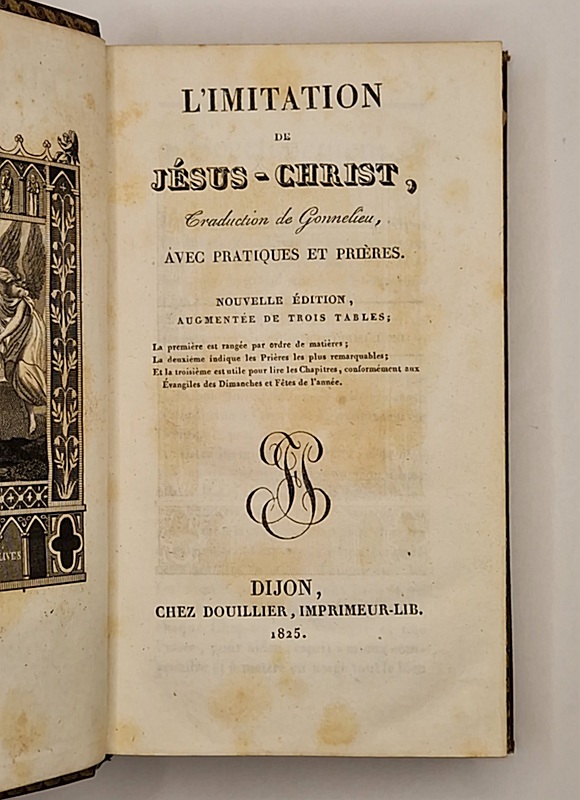 L'IMITATION
DE
JÉSUS-CHRIST,
Traduction de Gonnelieu,
AVEC PRATIQUES ET PRIÈRES.
NOUVELLE ÉDITION,
AUGMENTÉE DE TROIS TABLES;
La première est rangée par ordre de matières;
La deuxième indique les Prières les plus remarquables;
Et la troisième est utile pour lire les Chapitres, conformément aux
Évangiles des Dimanches et Fêtes de l'année.
DIJON,
CHEZ DOUILLIER, IMPRIMEUR-LIB.
1825.